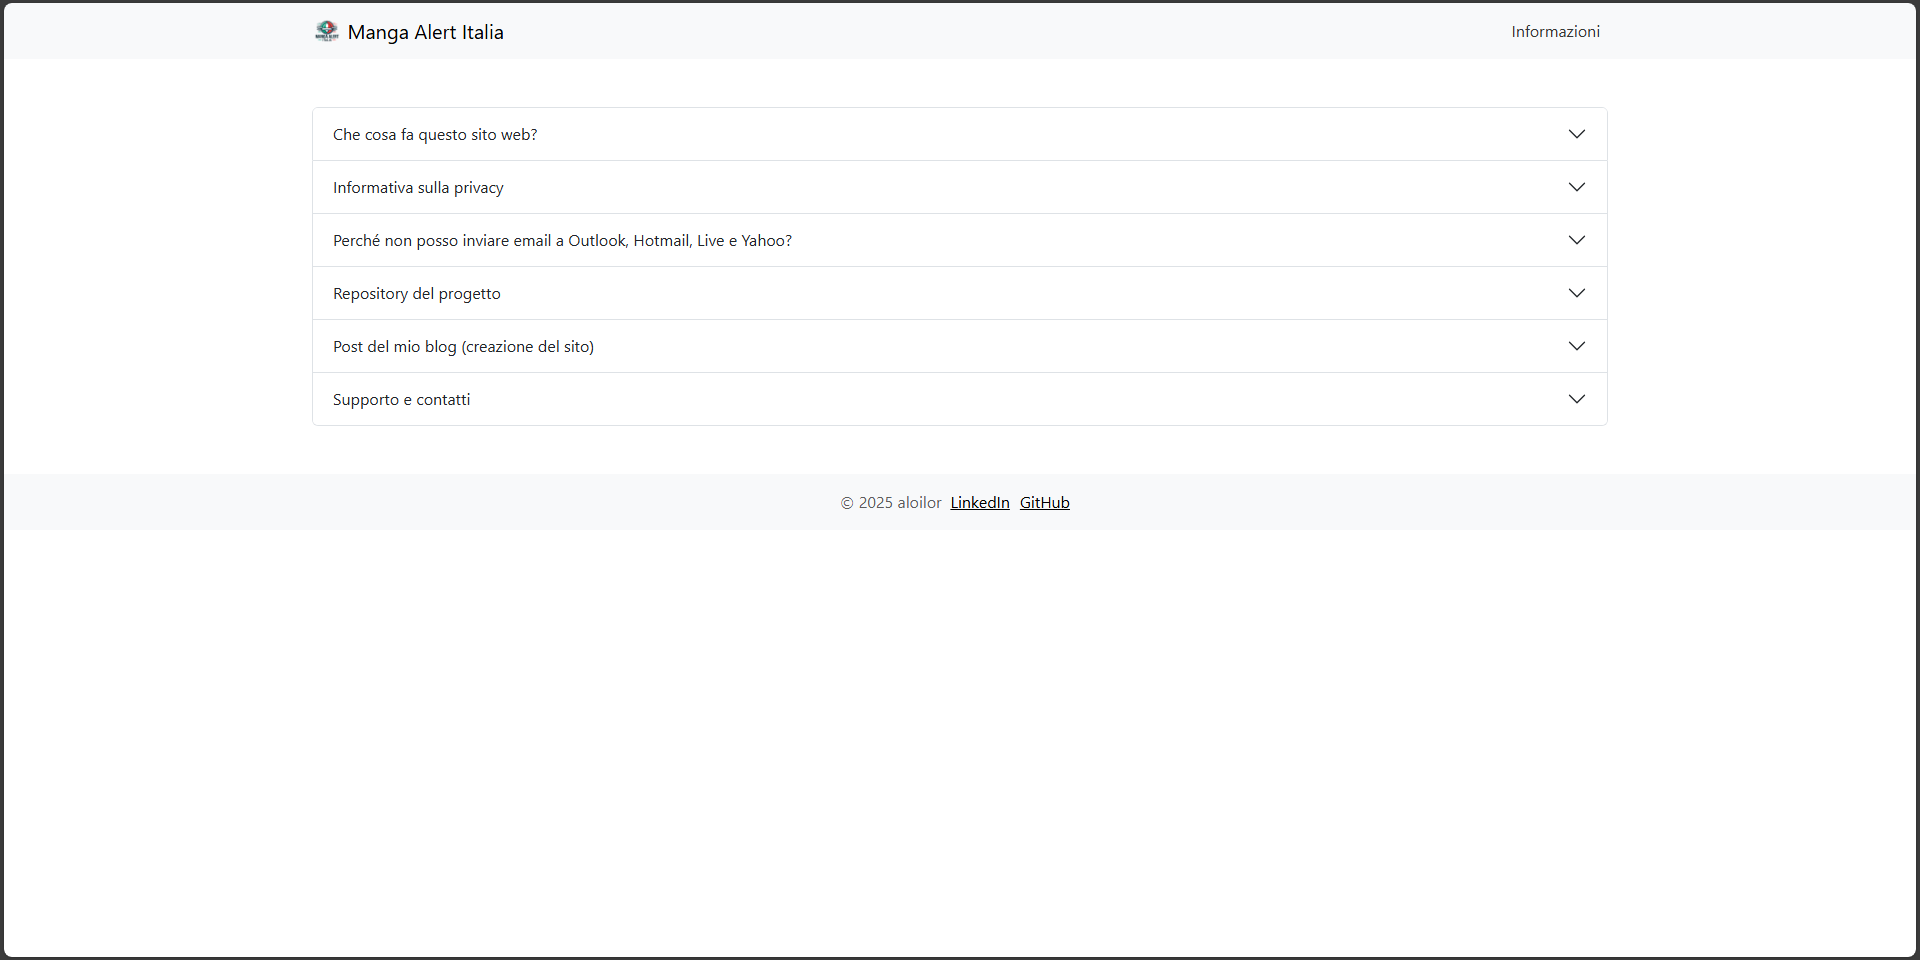 Manga Alert Italia
Informazioni
Che cosa fa questo sito web?
Informativa sulla privacy
Perché non posso inviare email a Outlook, Hotmail, Live e Yahoo?
Repository del progetto
Post del mio blog (creazione del sito)
Supporto e contatti
© 2025 aloilor LinkedIn GitHub